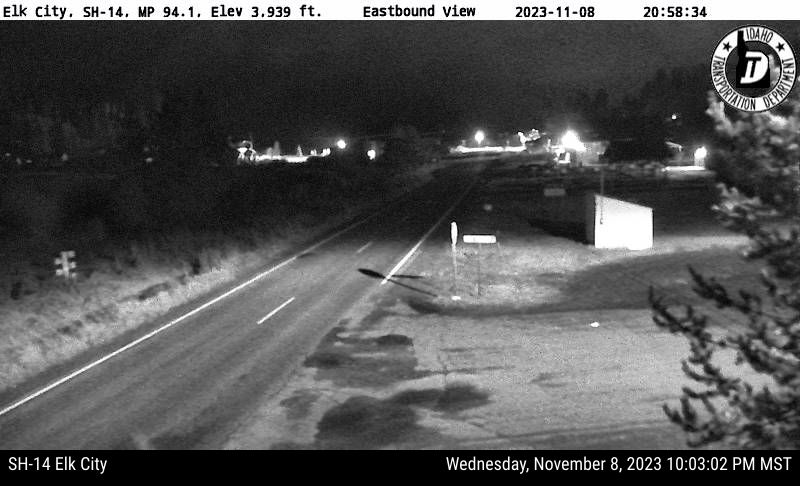 Elk City, SH-14, MP 94.1, Elev 3,939 ft. Eastbound View 2023-11-08 20:58:34
IDAHO TRANSPORTATION DEPARTMENT
SH-14 Elk City Wednesday, November 8, 2023 10:03:02 PM MST